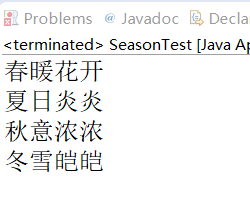 Problems @ Javadoc Decla
<terminated> SeasonTest [Java Ap
春暖花开
夏日炎炎
秋意浓浓
冬雪皑皑